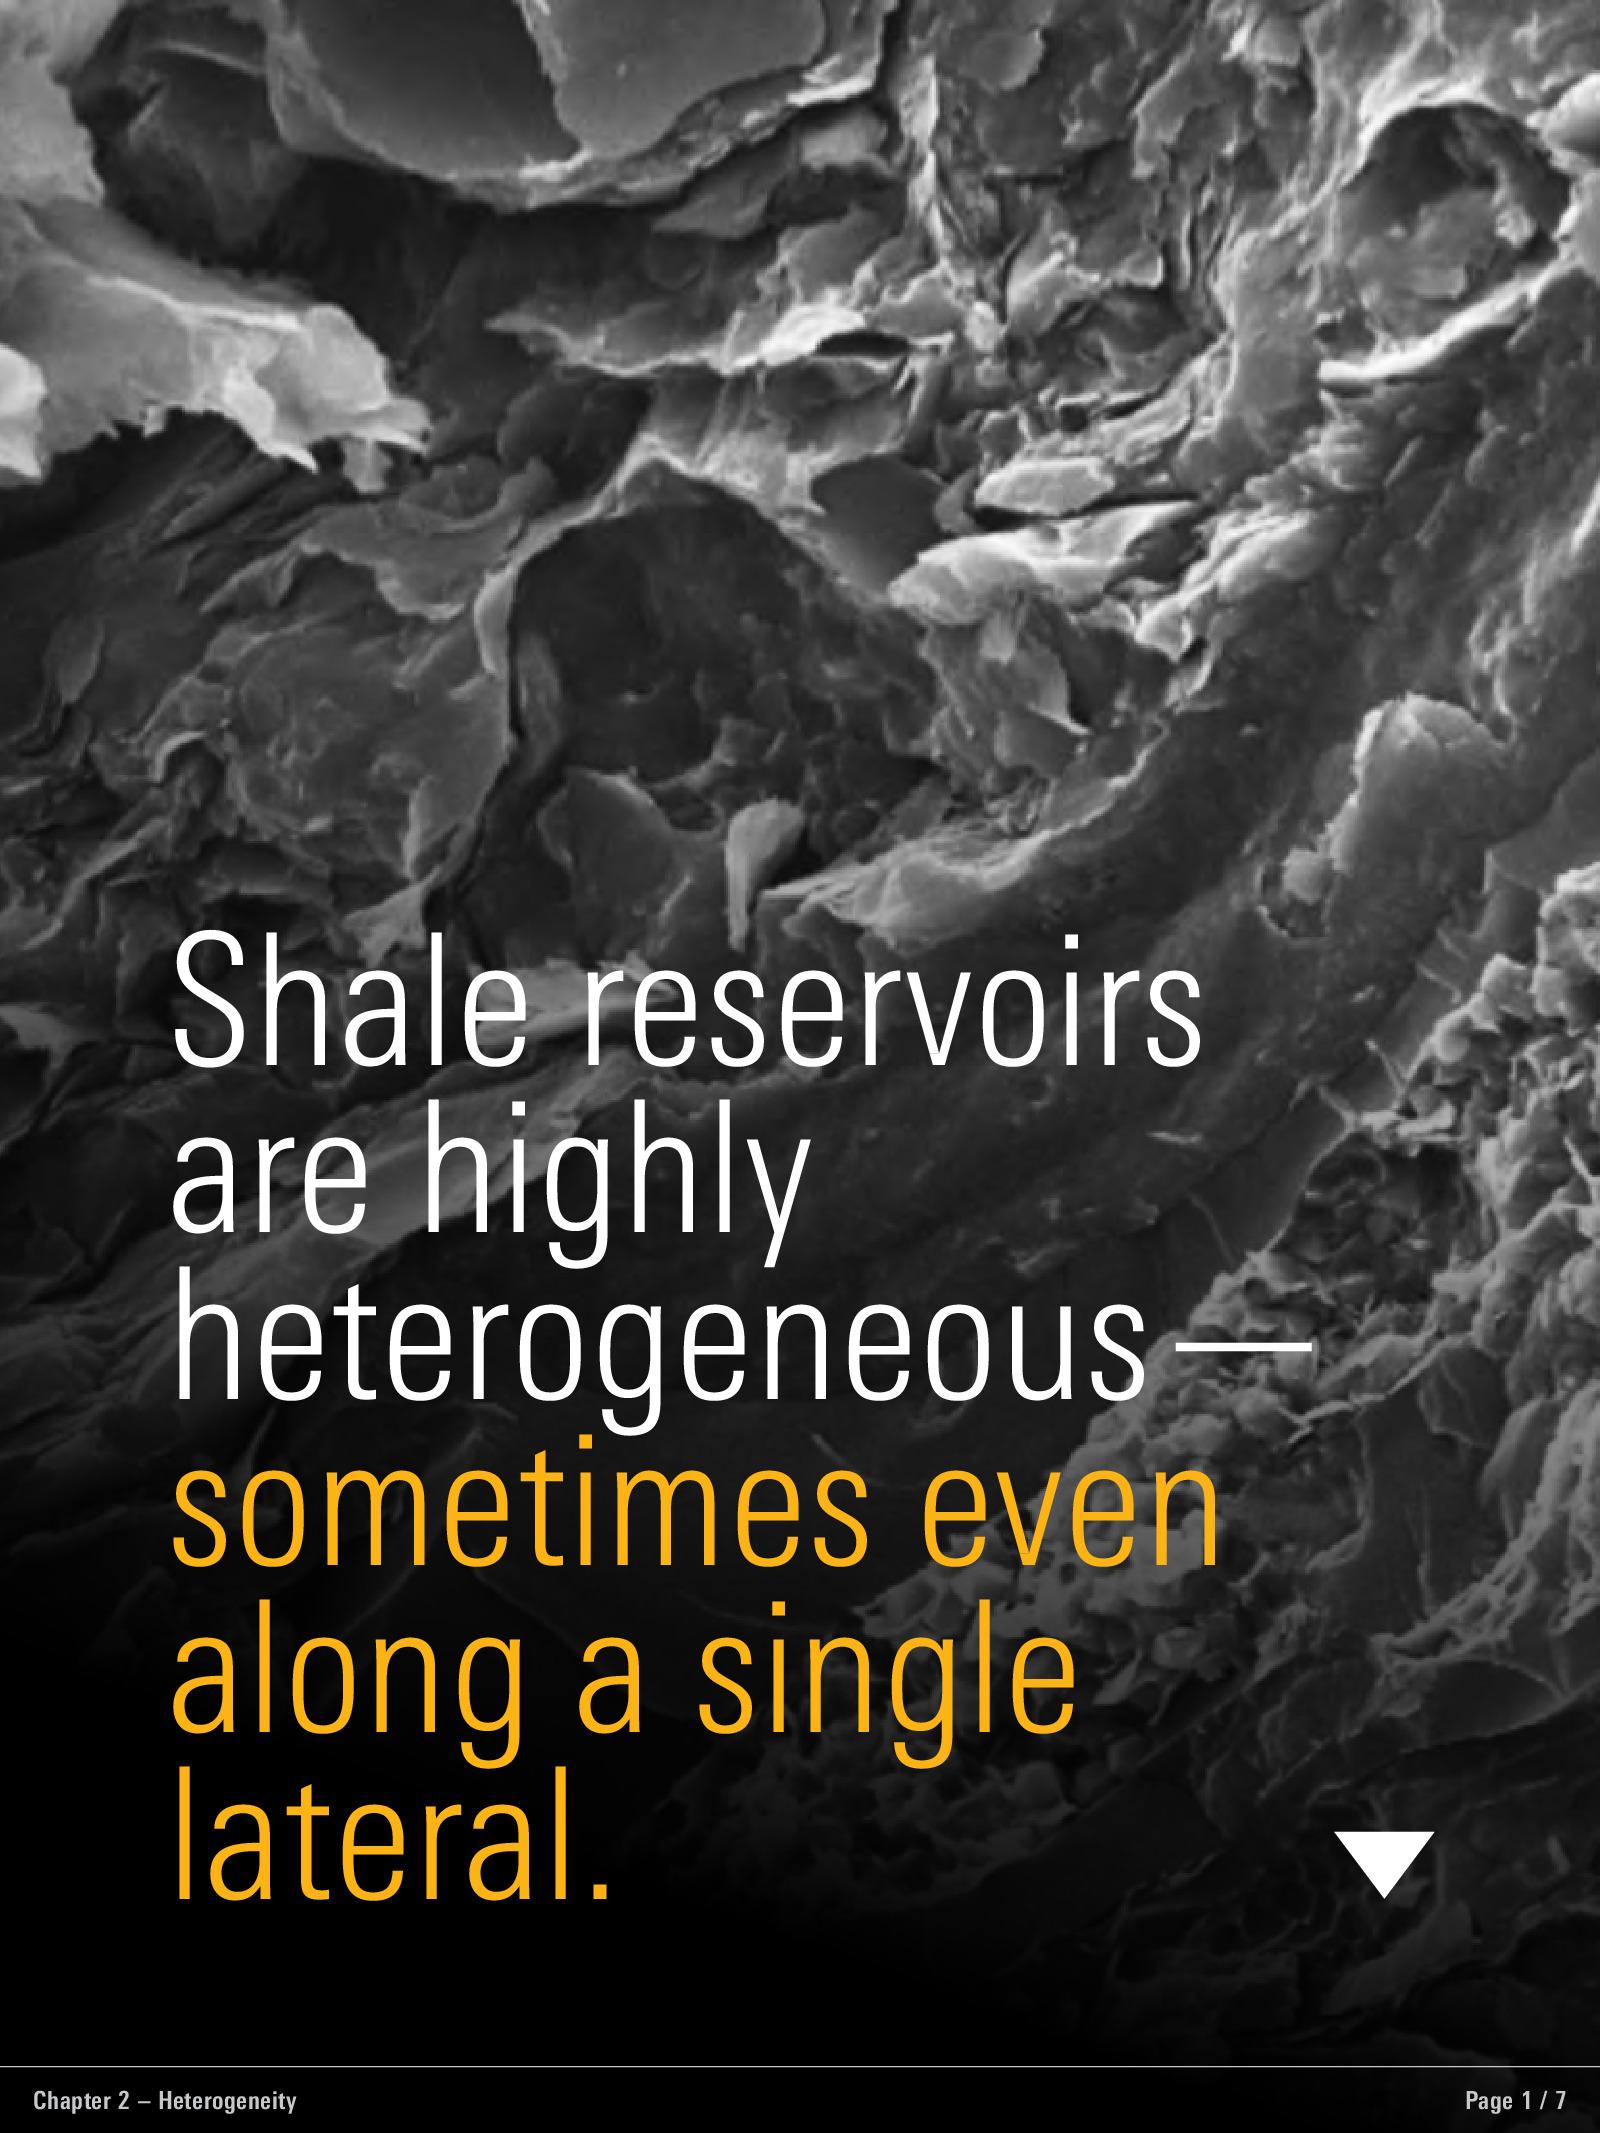 Shale reservoirs
are highly
heterogeneous—
sometimes even
along a single
lateral.
Chapter 2 – Heterogeneity
Page 1 / 7